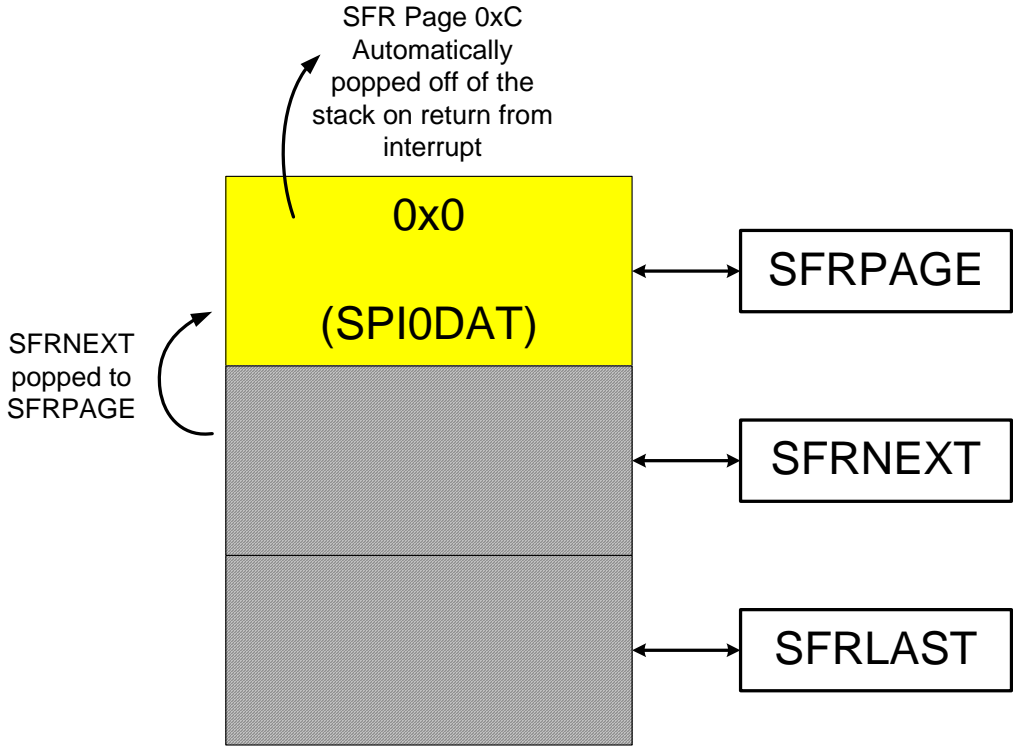 SFR Page 0xC
Automatically
popped off of the
stack on return from
interrupt
0x0
(SPI0DAT)
SFRPAGE
SFRNEXT
popped to
SFRPAGE
SFRNEXT
SFRLAST